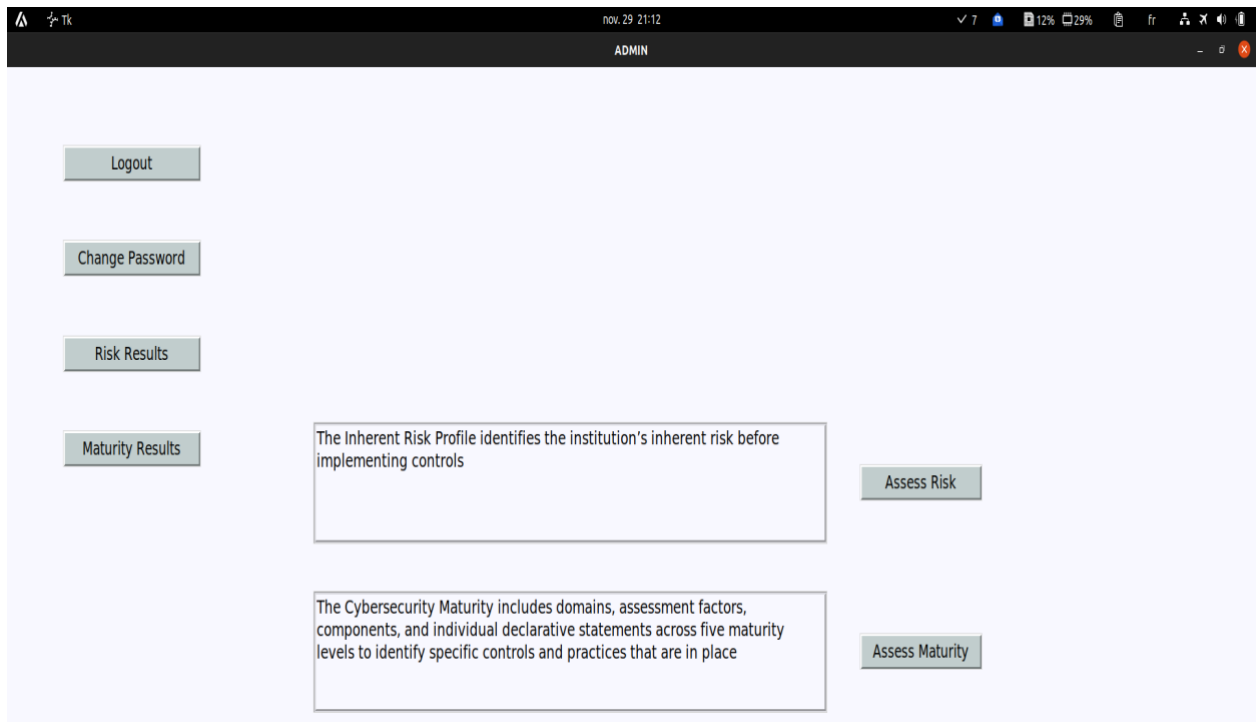 Tk
nov. 29 21:12
7
12%
29%
fr
ADMIN
Logout
Change Password
Risk Results
Maturity Results
The Inherent Risk Profile identifies the institution’s inherent risk before
implementing controls
Assess Risk
The Cybersecurity Maturity includes domains, assessment factors,
components, and individual declarative statements across five maturity
levels to identify specific controls and practices that are in place
Assess Maturity